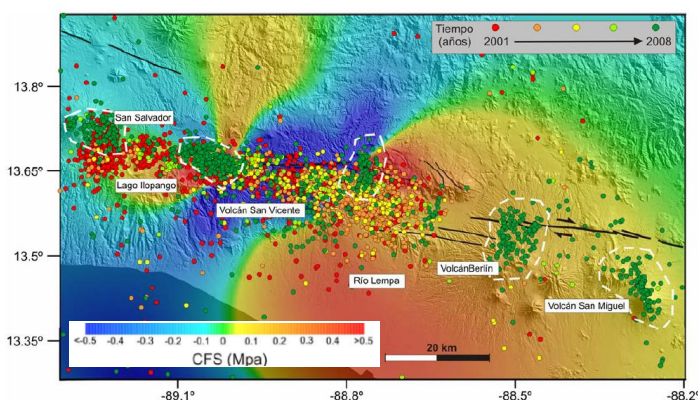 Tiempo
(años)
2001
2008
13.8°
13.65°
13.5°
13.35°
San Salvador
Lago Ilopango
Volcán San Vicente
Río Lempa
VolcánBerlín
Volcán San Miguel
<-0.5 -0.4 -0.3 -0.2 -0.1 0 0.1 0.2 0.3 0.4 >0.5
CFS (Mpa)
20 km
-89.1° -88.8° -88.5° -88.2°